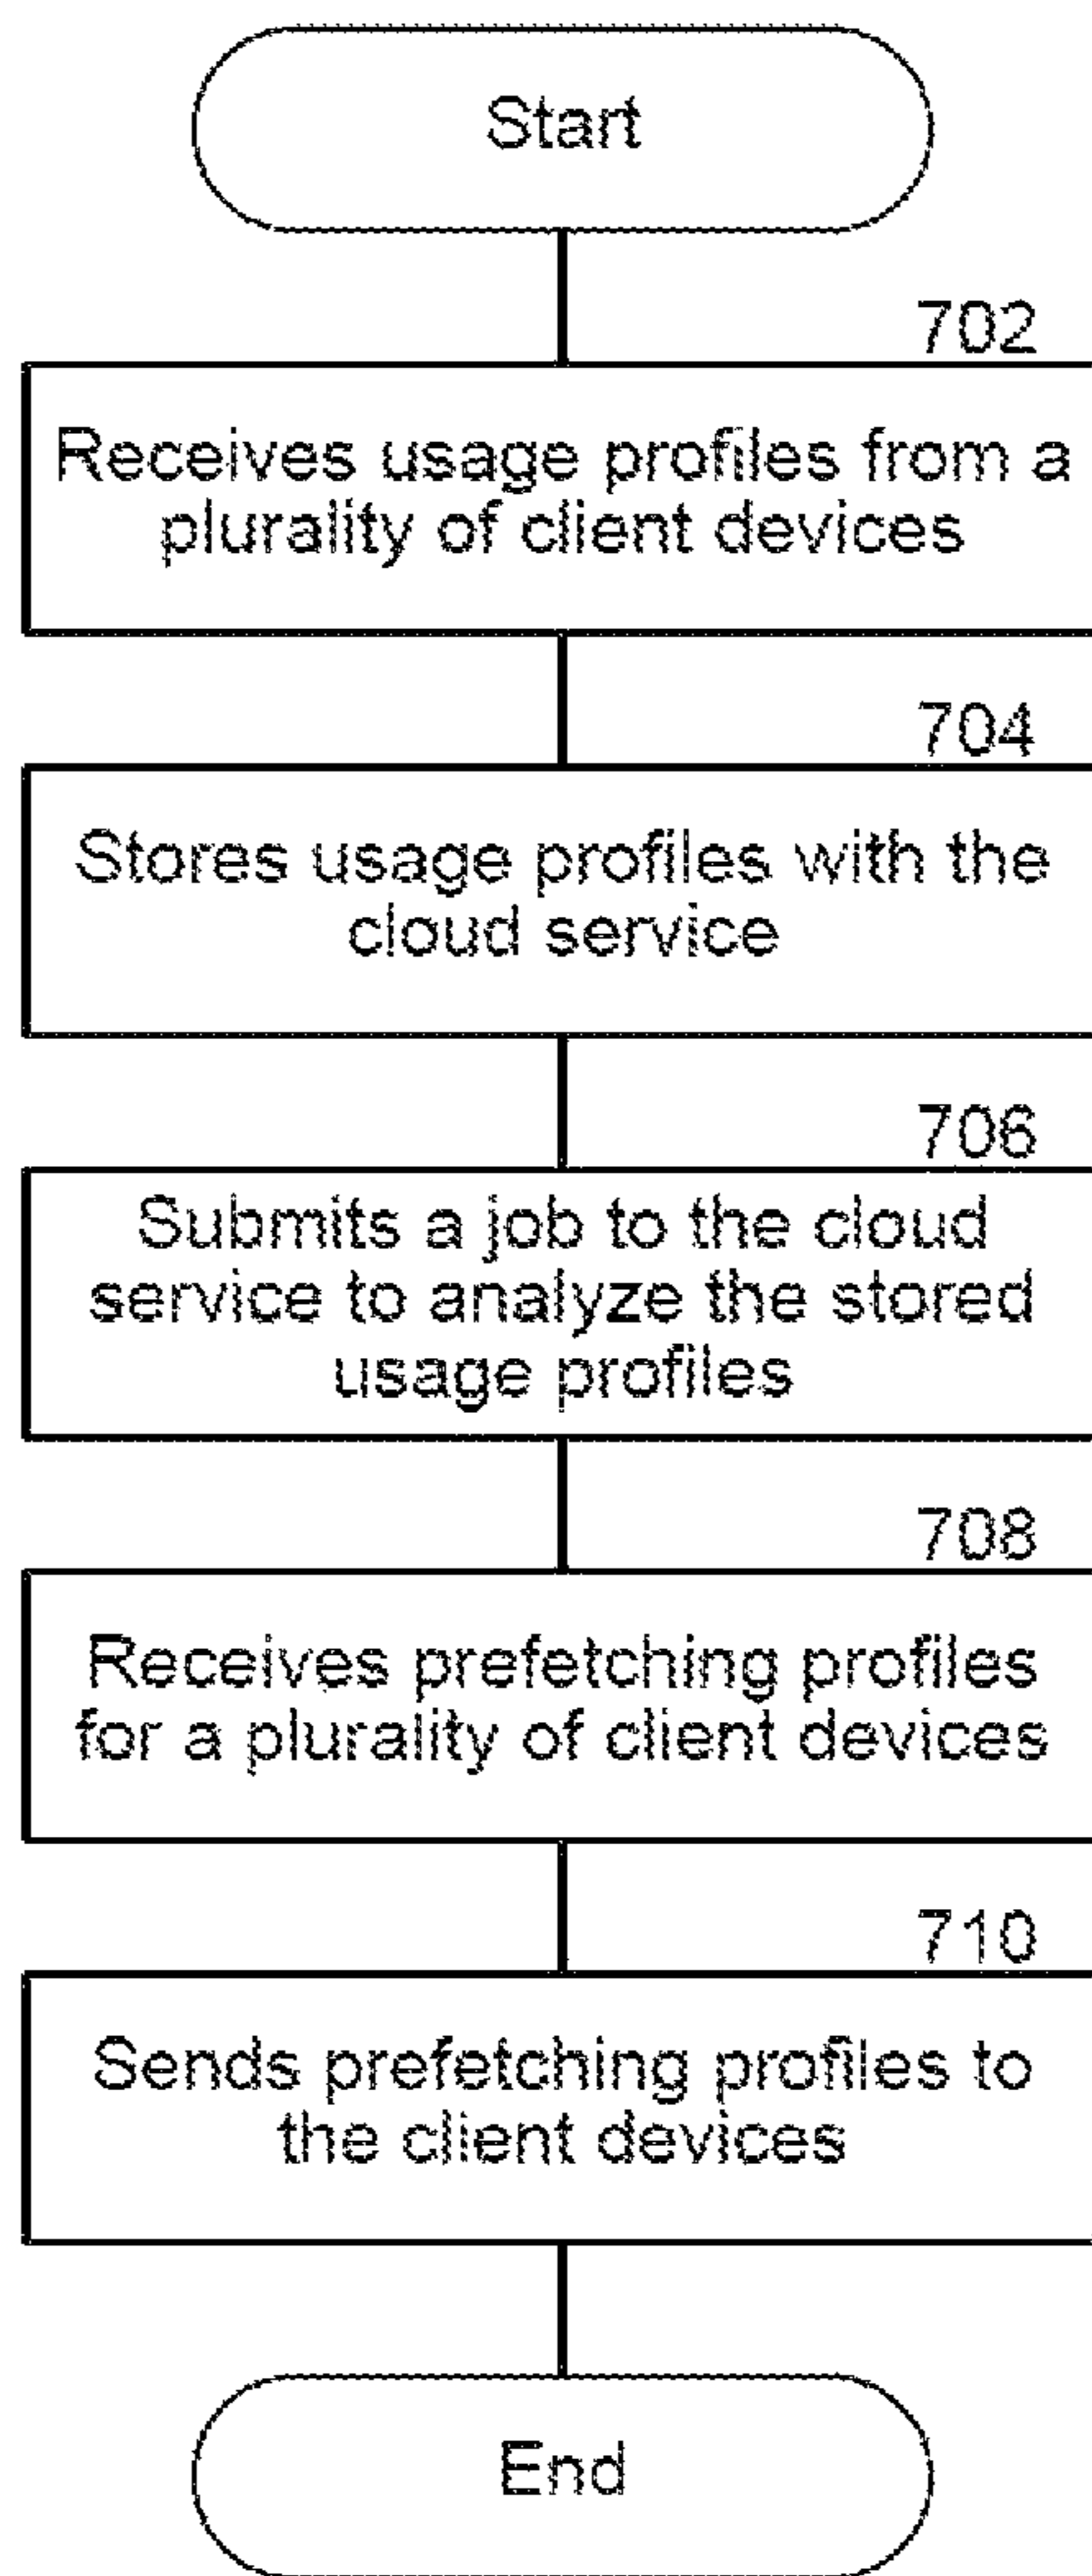 Start
702
Receives usage profiles from a
plurality of client devices
704
Stores usage profiles with the
cloud service
706
Submits a job to the cloud
service to analyze the stored
usage profiles
708
Receives prefetching profiles
for a plurality of client devices
710
Sends prefetching profiles to
the client devices
End